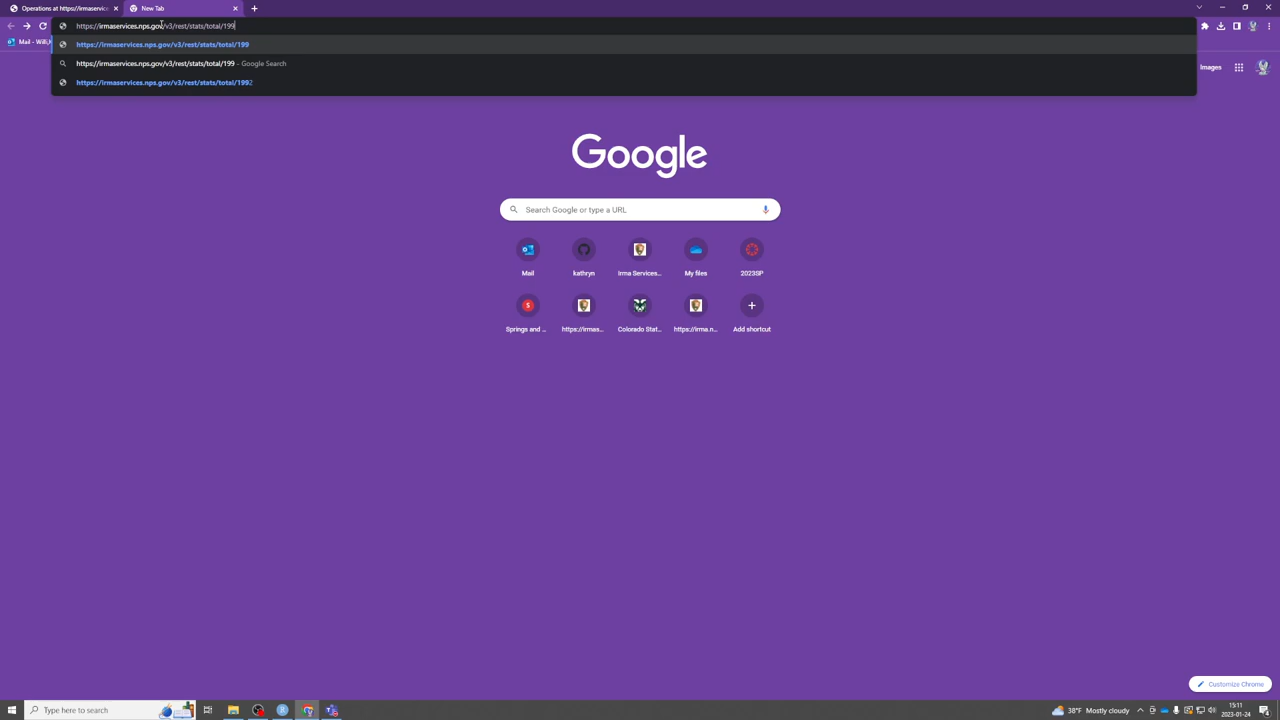 Operations at https://irmaservic
New Tab
https://irmaservices.nps.gov/v3/rest/stats/total/199
Mail - Willi,M
https://irmaservices.nps.gov/v3/rest/stats/total/199
https://irmaservices.nps.gov/v3/rest/stats/total/199 - Google Search
https://irmaservices.nps.gov/v3/rest/stats/total/1992
Images
Google
Search Google or type a URL
Mail
kathryn
Irma Services...
My files
2023SP
S
Springs and ...
https://irmas...
Colorado Stat...
https://irma.n...
Add shortcut
Customize Chrome
Type here to search
38°F Mostly cloudy
15:11
2023-01-24